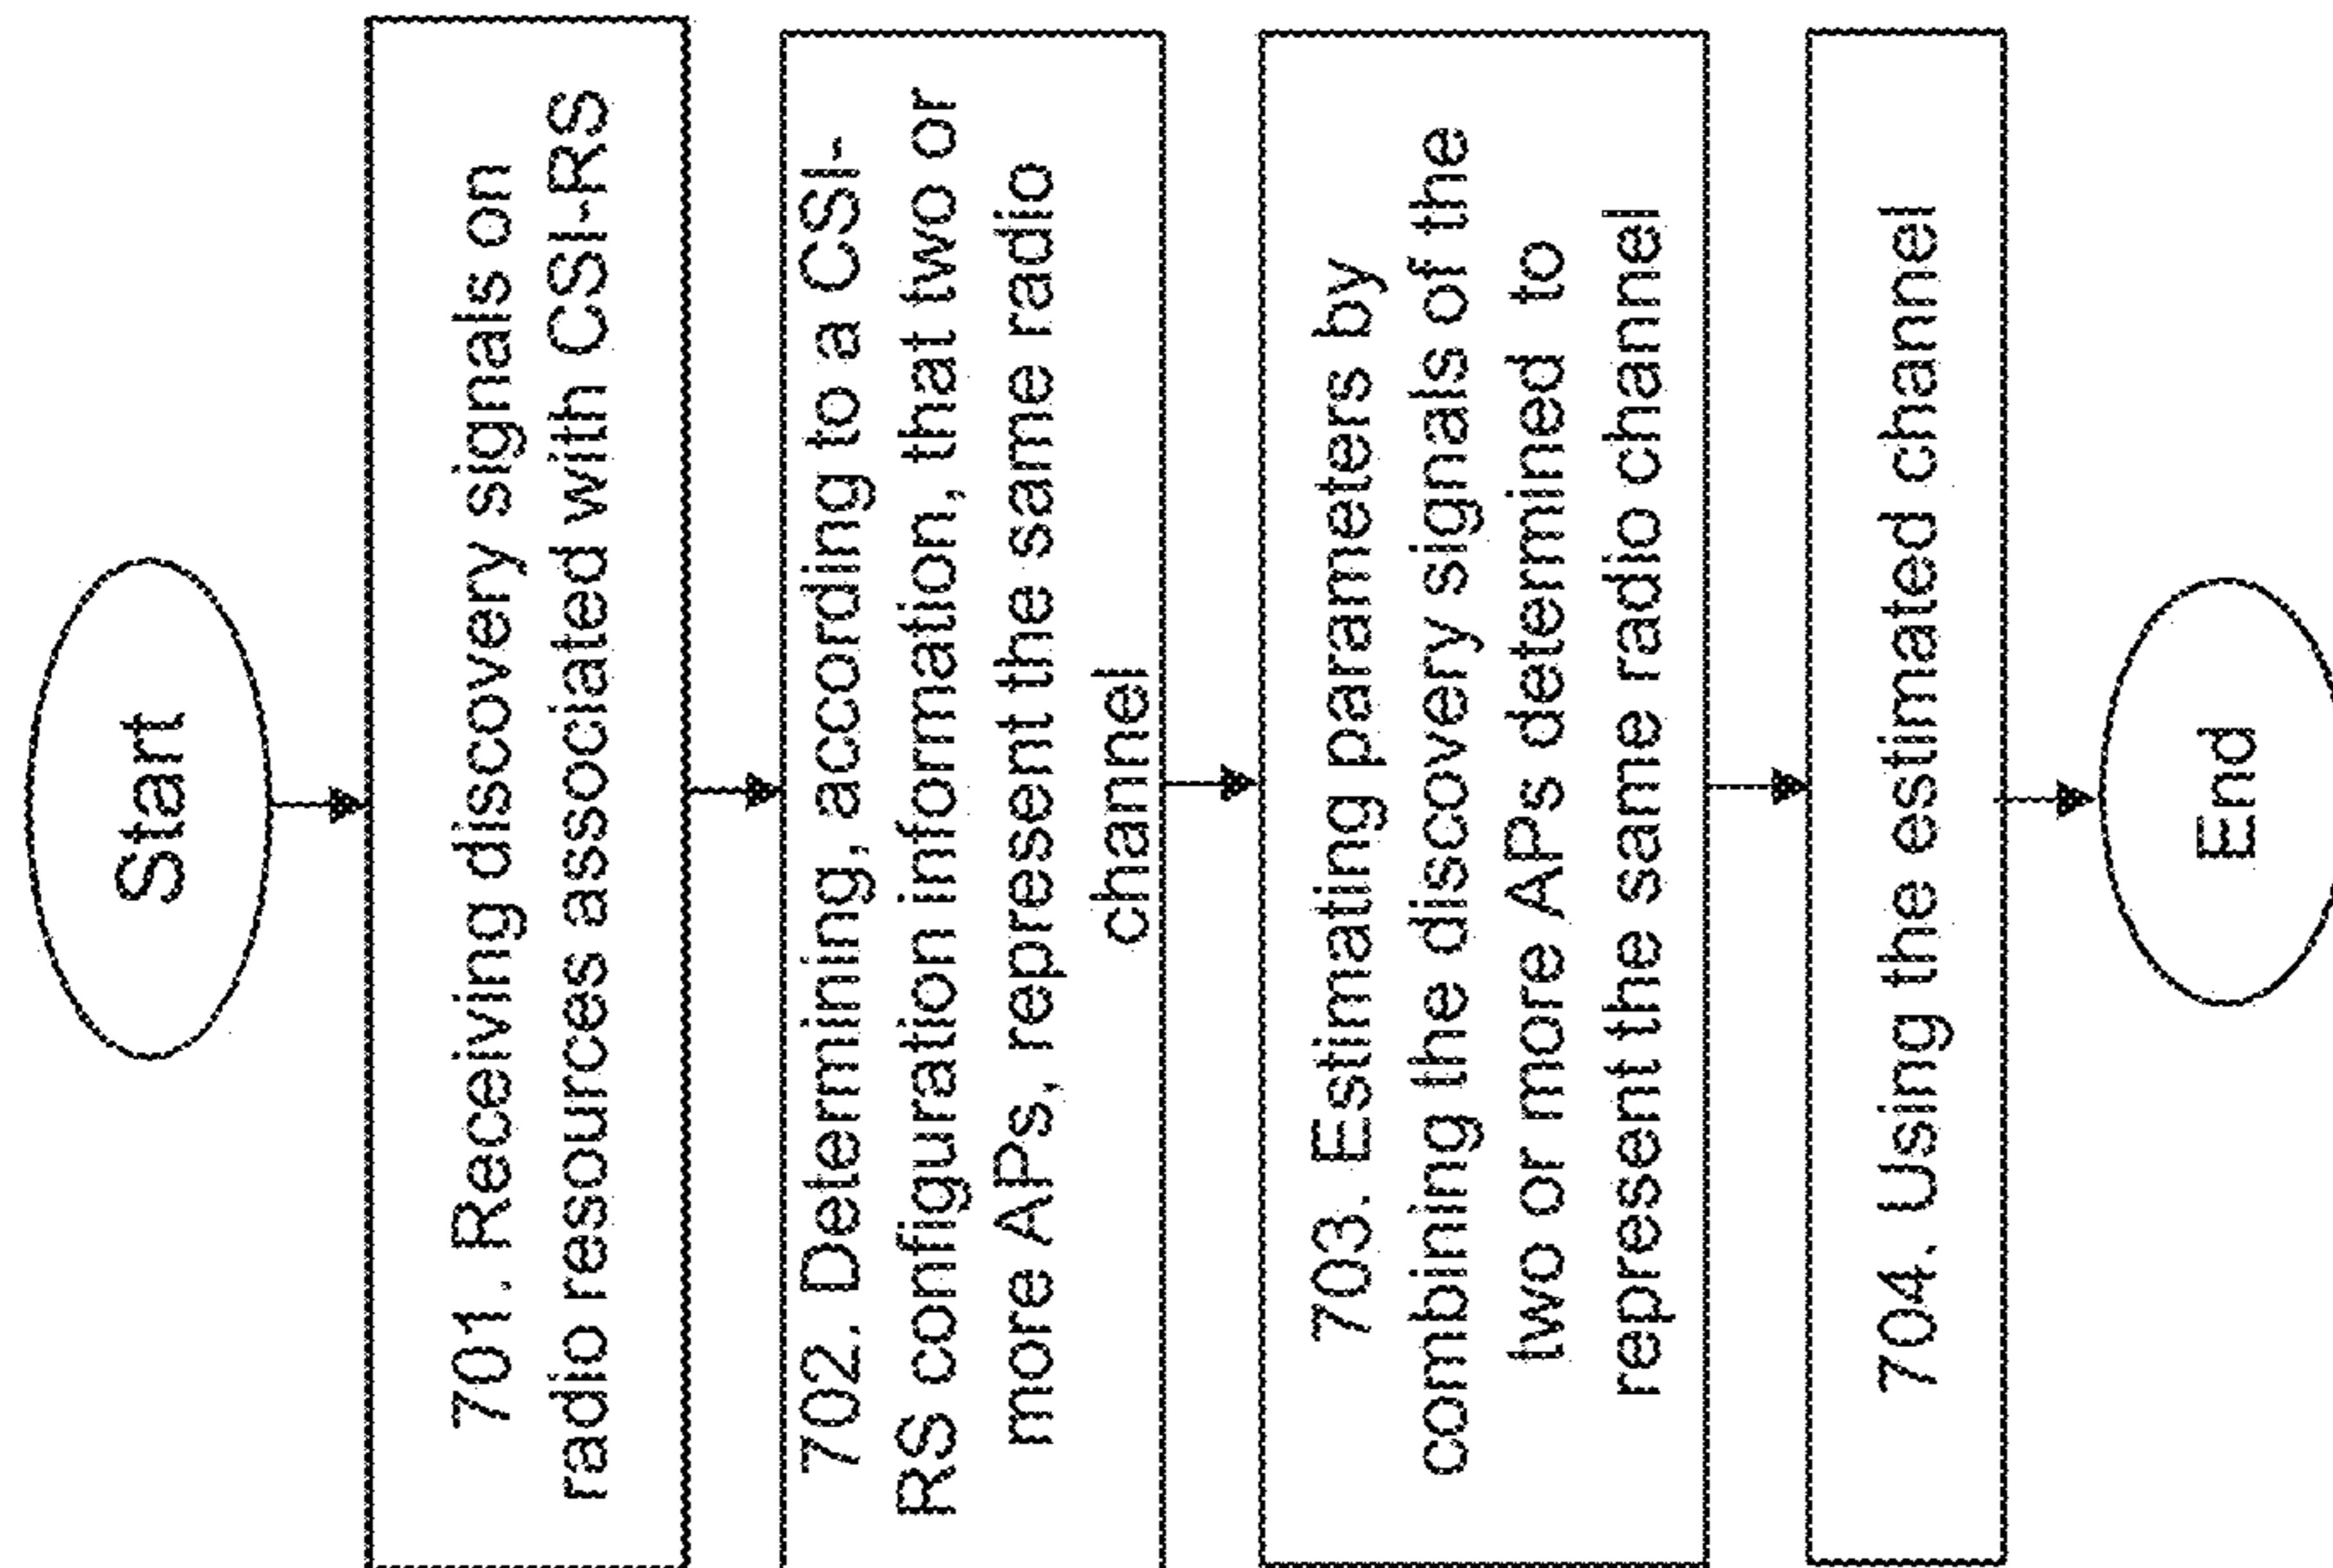 Start
701. Receiving discovery signals on
radio resources associated with CSI-RS
702. Determining, according to a CSI-
RS configuration information, that two or
more APs, represent the same radio
channel
703. Estimating parameters by
combining the discovery signals of the
two or more APs determined to
represent the same radio channel
704. Using the estimated channel
End